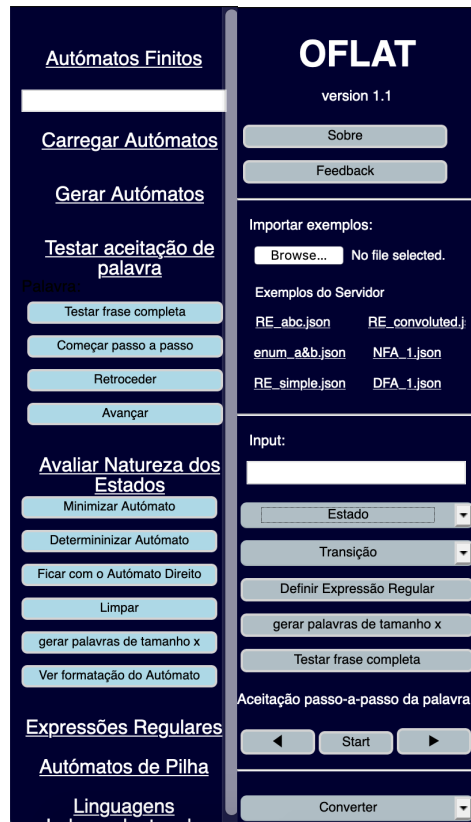 Autómatos Finitos
Carregar Autómatos
Gerar Autómatos
Testar aceitação de
palavra
Testar frase completa
Começar passo a passo
Retroceder
Avançar
Avaliar Natureza dos
Estados
Minimizar Autómato
Determininizar Autómato
Ficar com o Autómato Direito
Limpar
gerar palavras de tamanho x
Ver formatação do Autómato
Expressões Regulares
Autómatos de Pilha
Linguagens
OFLAT
version 1.1
Sobre
Feedback
Importar exemplos:
Browse... No file selected.
Exemplos do Servidor
RE_abc.json RE_convoluted.j
enum_a&b.json NFA_1.json
RE_simple.json DFA_1.json
Input:
Estado
Transição
Definir Expressão Regular
gerar palavras de tamanho x
Testar frase completa
Aceitação passo-a-passo da palavra
Start
Converter